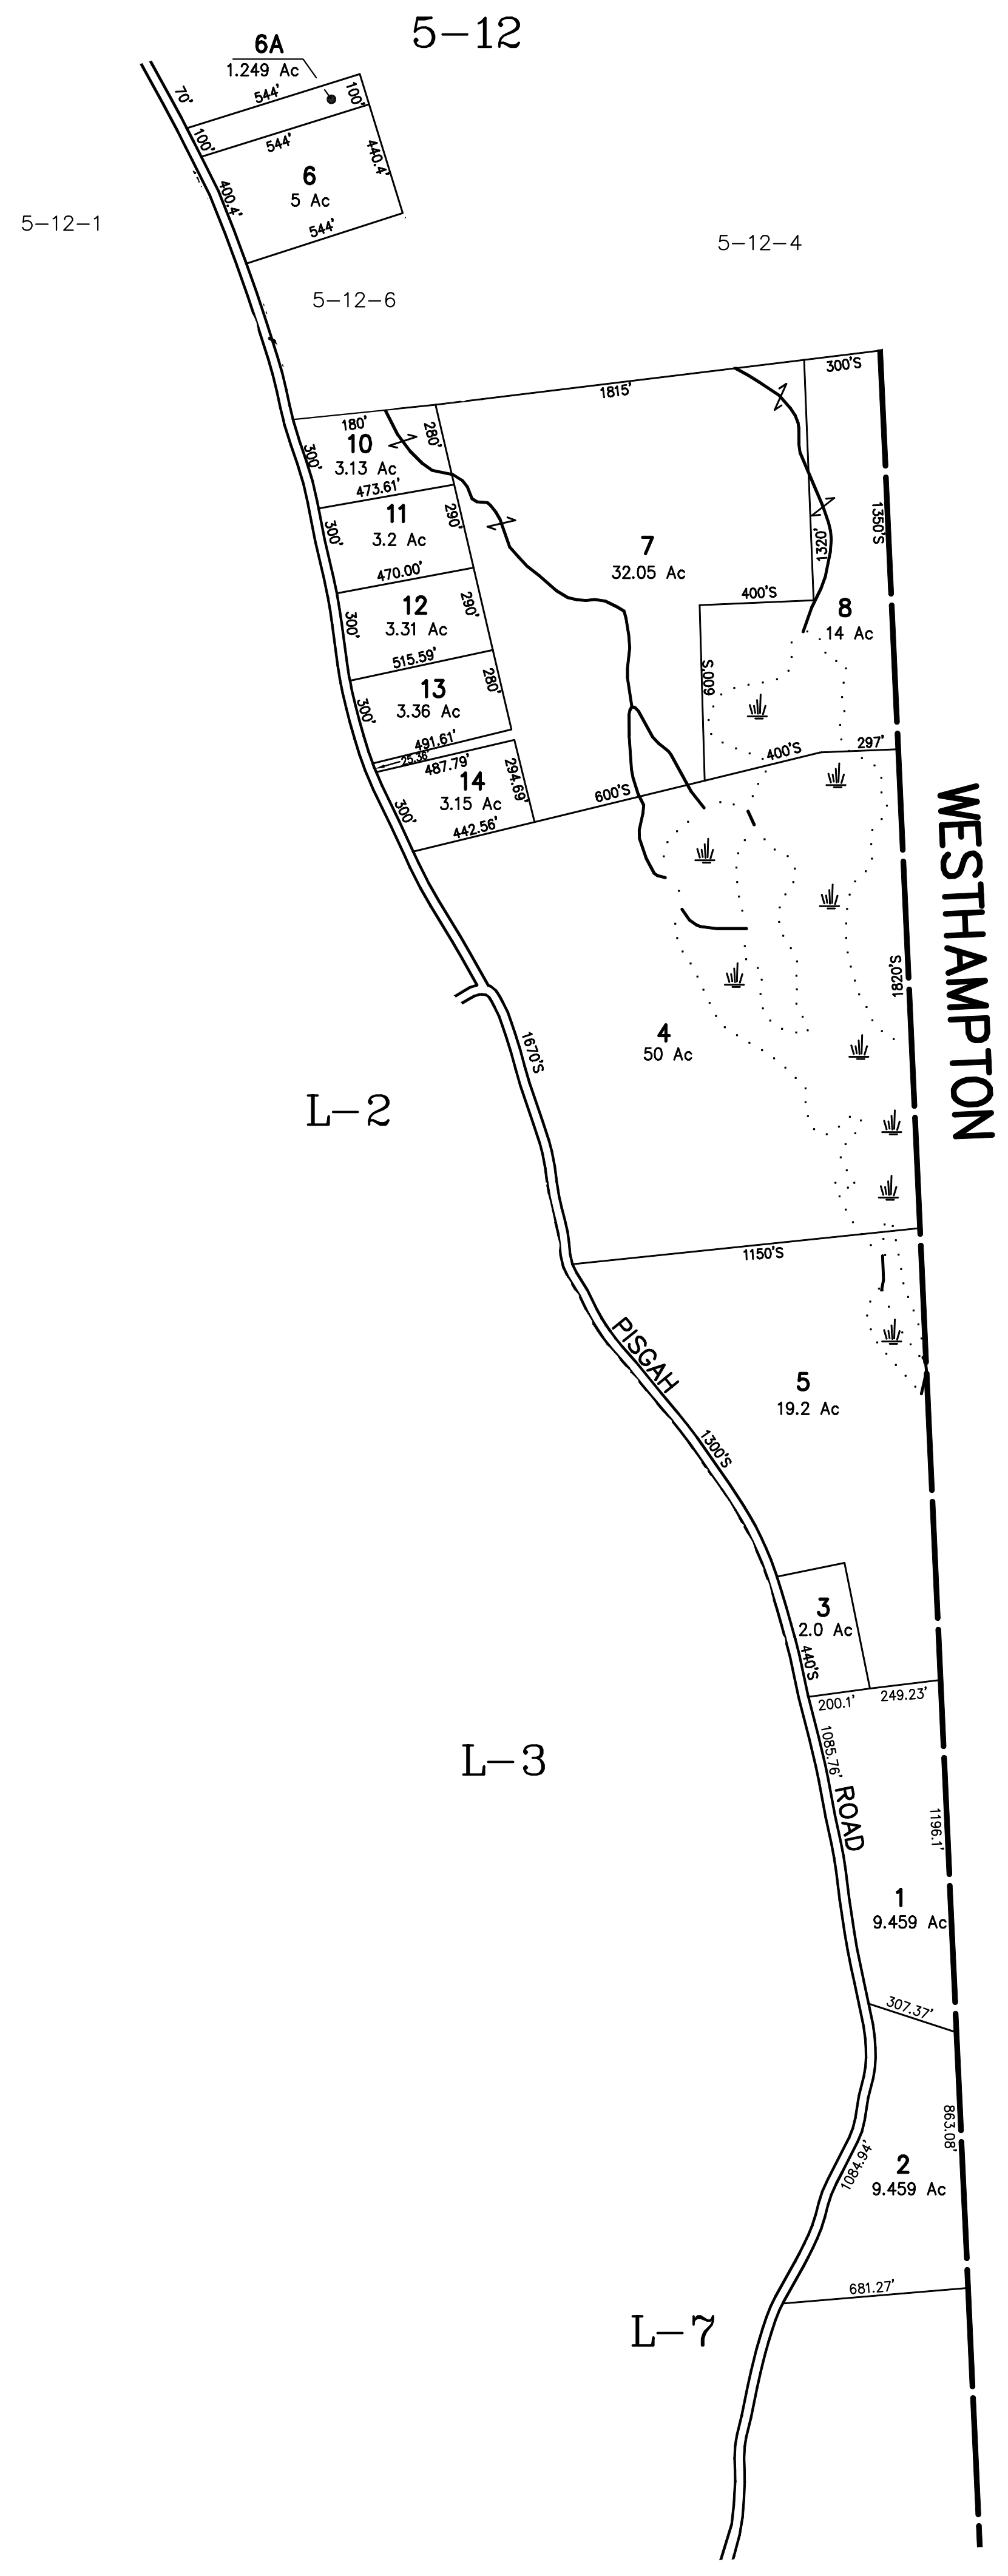 5-12
6A
1.249 Ac
70'
544'
100'
100'
544'
440.4'
6
5 Ac
400.4'
544'
5-12-1
5-12-4
5-12-6
300'S
1815'
180'
280'
10
300'
3.13 Ac
473.61'
11
290'
300'
3.2 Ac
1350'S
1320'
7
32.05 Ac
470.00'
400'S
12
290'
300'
3.31 Ac
8
14 Ac
515.59'
13
280'
600'S
300'
3.36 Ac
491.61'
25.36'
487.79'
297'
400'S
14
294.69'
3.15 Ac
300'
600'S
442.56'
WESTHAMPTON
1820'S
4
50 Ac
1670'S
L-2
1150'S
PISGAH
5
19.2 Ac
1300'S
3
2.0 Ac
440'S
249.23'
200.1'
1085.76'
L-3
ROAD
1196.1'
1
9.459 Ac
307.37'
863.08'
1084.94'
2
9.459 Ac
681.27'
L-7